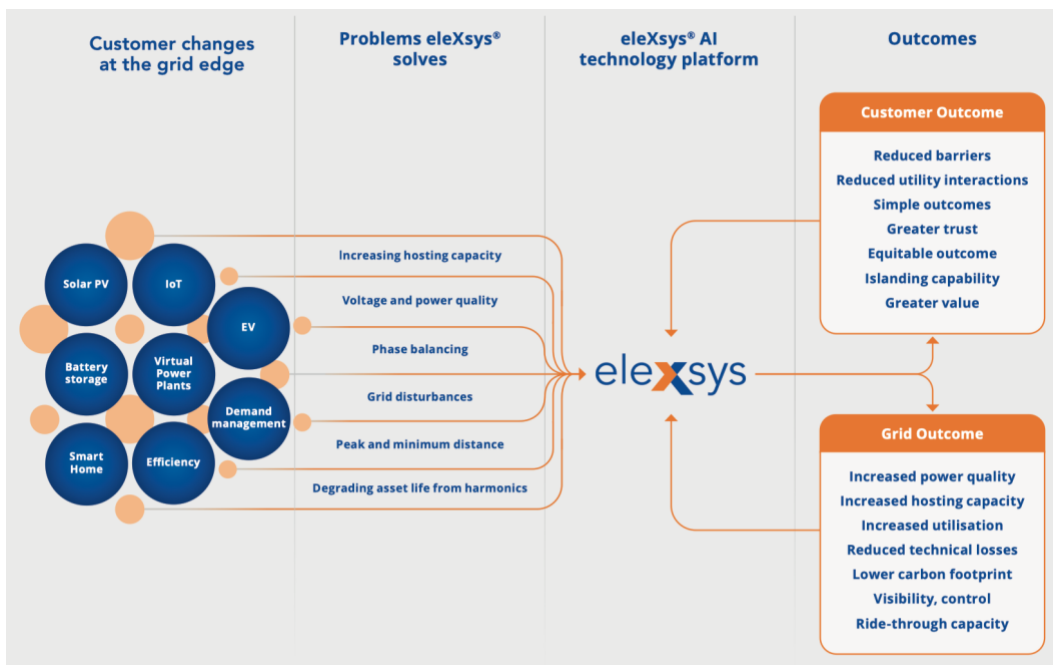 Customer changes
at the grid edge
Problems eleXsys®
solves
eleXsys® AI
technology platform
Outcomes
Solar PV
IoT
EV
Battery
storage
Virtual
Power
Plants
Demand
management
Smart
Home
Efficiency
Increasing hosting capacity
Voltage and power quality
Phase balancing
Grid disturbances
Peak and minimum distance
Degrading asset life from harmonics
elexsys
Customer Outcome
Reduced barriers
Reduced utility interactions
Simple outcomes
Greater trust
Equitable outcome
Islanding capability
Greater value
Grid Outcome
Increased power quality
Increased hosting capacity
Increased utilisation
Reduced technical losses
Lower carbon footprint
Visibility, control
Ride-through capacity